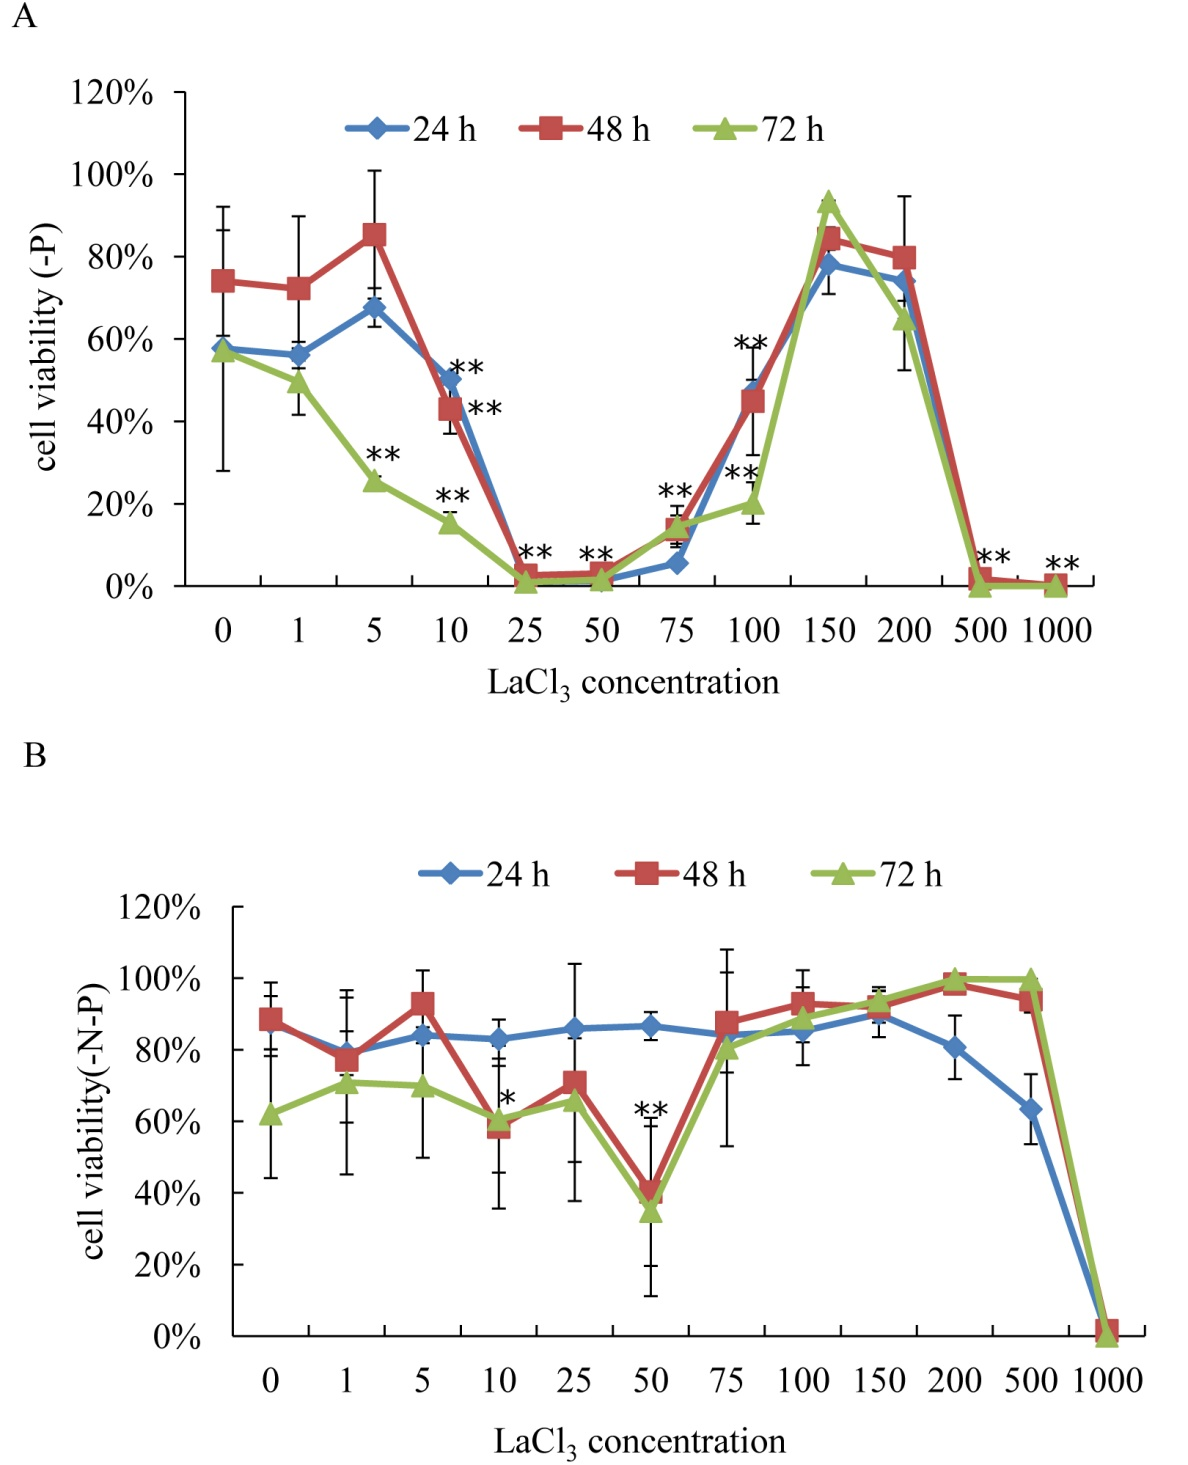 A
120%
24 h 48 h 72 h
100%
80%
60%
**
**
40%
**
**
**
**
20%
**
** **
** **
0%
0 1 5 10 25 50 75 100 150 200 500 1000
LaCl3 concentration
cell viability (-P)
B
24 h 48 h 72 h
120%
100%
80%
60%
*
**
40%
20%
0%
0 1 5 10 25 50 75 100 150 200 500 1000
LaCl3 concentration
cell viability(-N-P)